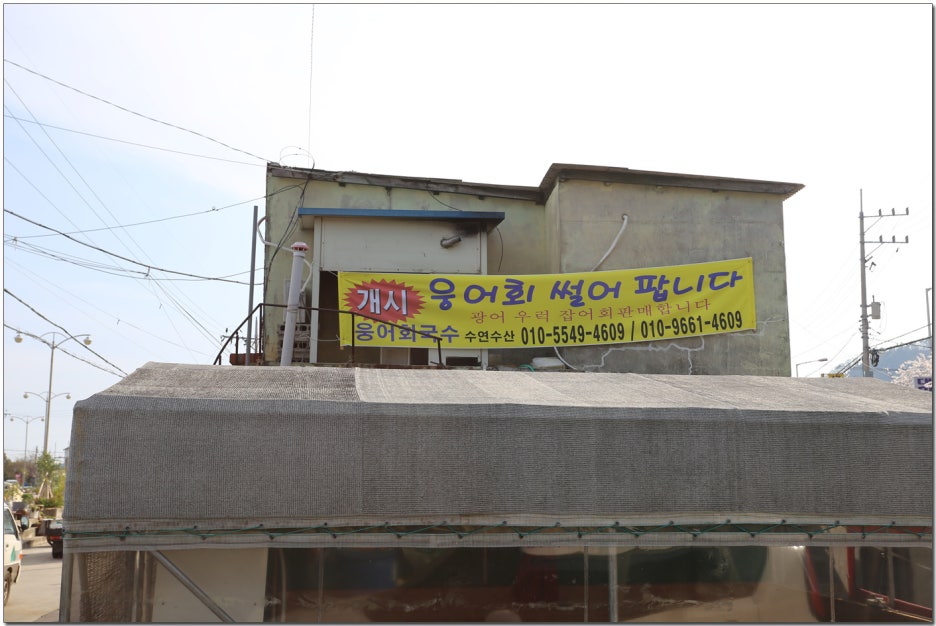 개시 웅어회 썰어 팝니다
광어 우럭 잡어회판매합니다
웅어회국수 수연수산 010-5549-4609 / 010-9661-4609